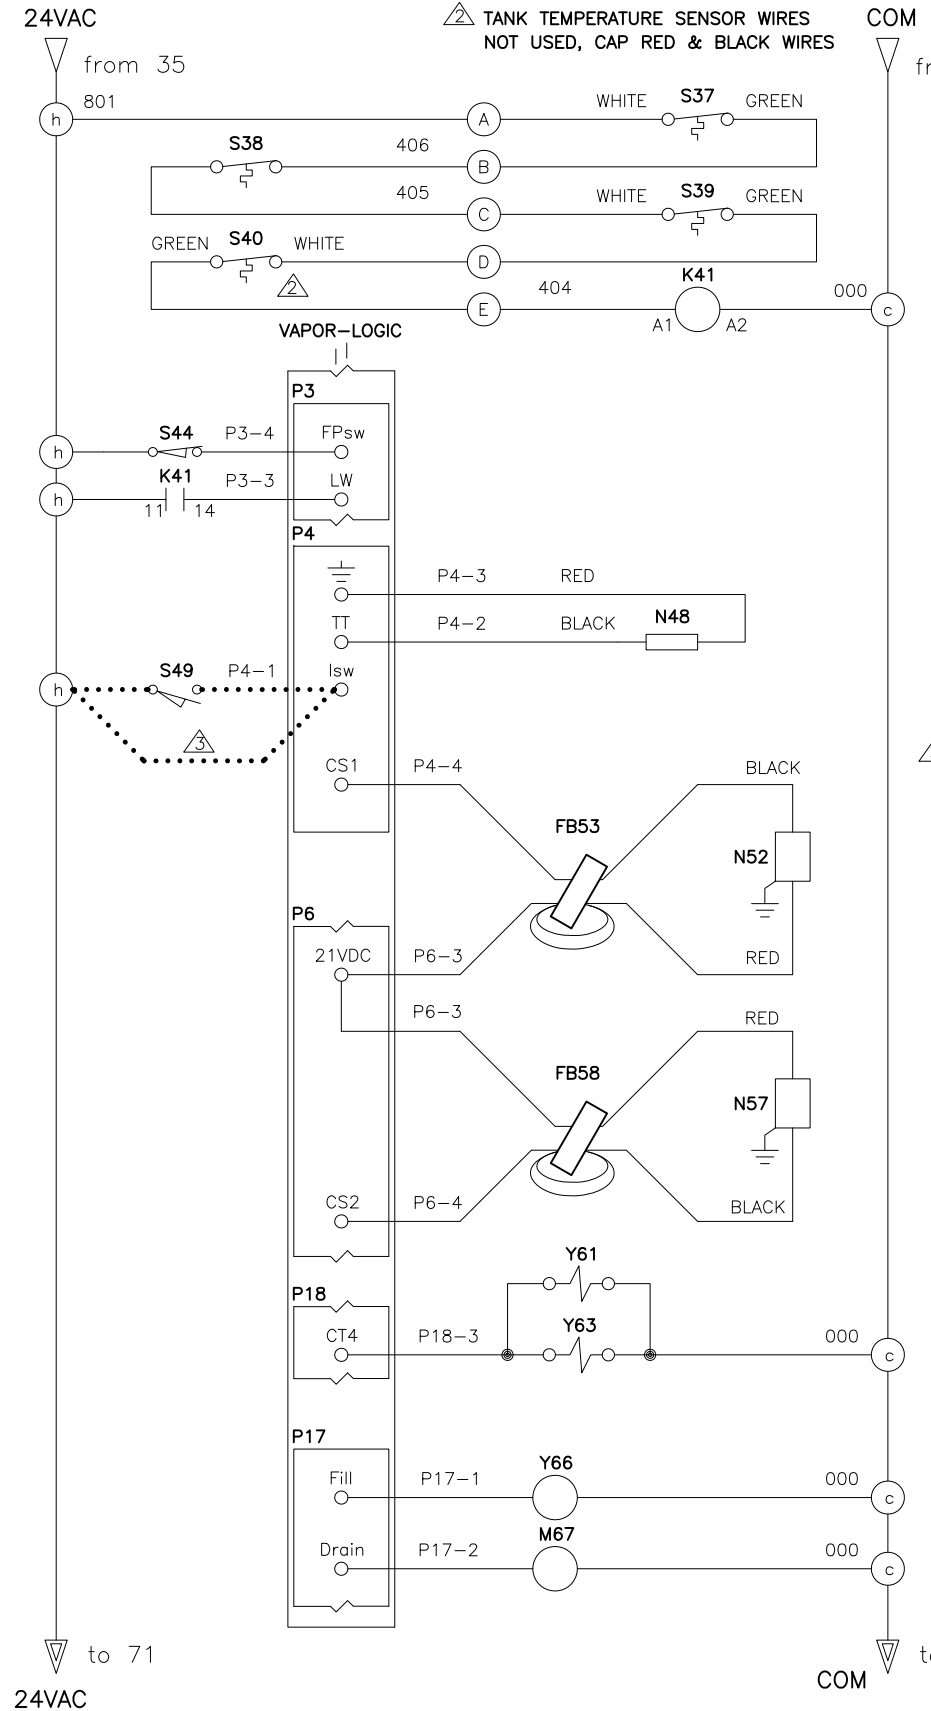 24VAC
2 TANK TEMPERATURE SENSOR WIRES
NOT USED, CAP RED & BLACK WIRES
COM
from 35
fr
h 801 A WHITE S37 GREEN
S38 406 B
405 C WHITE S39 GREEN
GREEN S40 WHITE D
2
E 404 K41 000 c
A1 A2
VAPOR-LOGIC
P3
h S44 P3-4 FPsw
h K41 P3-3 LW
11 14
P4
P4-3 RED
TT P4-2 BLACK N48
h S49 P4-1 Isw
3
CS1 P4-4 BLACK
FB53
N52
P6
21VDC P6-3 RED
P6-3 RED
FB58
N57
CS2 P6-4 BLACK
Y61
P18
CT4 P18-3 Y63 000 c
P17
Fill P17-1 Y66 000 c
Drain P17-2 M67 000 c
to 71
24VAC
COM